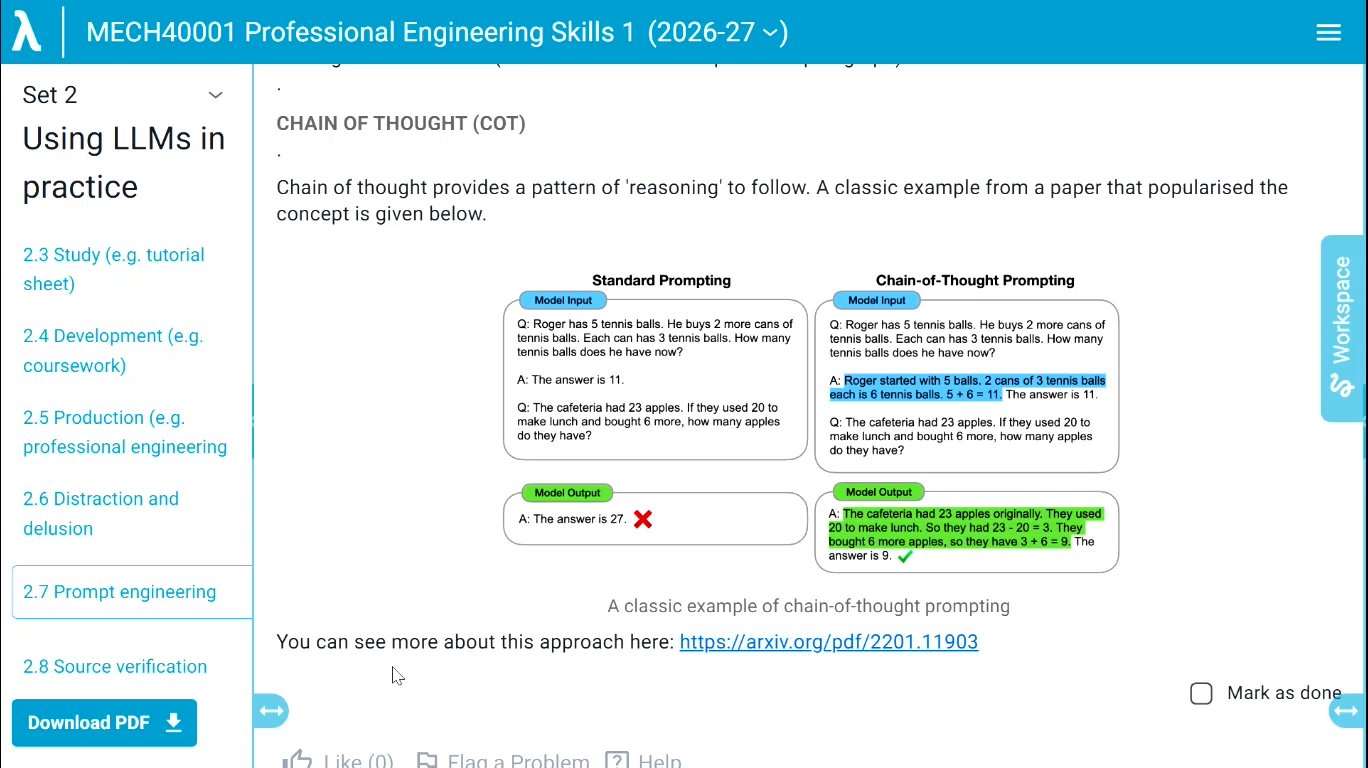 λ
MECH40001 Professional Engineering Skills 1 (2026-27)
Set 2
Using LLMs in
practice
2.3 Study (e.g. tutorial
sheet)
2.4 Development (e.g.
coursework)
2.5 Production (e.g.
professional engineering
2.6 Distraction and
delusion
2.7 Prompt engineering
2.8 Source verification
Download PDF
.
CHAIN OF THOUGHT (COT)
.
Chain of thought provides a pattern of 'reasoning' to follow. A classic example from a paper that popularised the
concept is given below.
Standard Prompting
Model Input
Q: Roger has 5 tennis balls. He buys 2 more cans of
tennis balls. Each can has 3 tennis balls. How many
tennis balls does he have now?
A: The answer is 11.
Q: The cafeteria had 23 apples. If they used 20 to
make lunch and bought 6 more, how many apples
do they have?
Model Output
A: The answer is 27.
Chain-of-Thought Prompting
Model Input
Q: Roger has 5 tennis balls. He buys 2 more cans of
tennis balls. Each can has 3 tennis balls. How many
tennis balls does he have now?
A: Roger started with 5 balls. 2 cans of 3 tennis balls
each is 6 tennis balls. 5 + 6 = 11. The answer is 11.
Q: The cafeteria had 23 apples. If they used 20 to
make lunch and bought 6 more, how many apples
do they have?
Model Output
A: The cafeteria had 23 apples originally. They used
20 to make lunch. So they had 23 - 20 = 3. They
bought 6 more apples, so they have 3 + 6 = 9. The
answer is 9.
A classic example of chain-of-thought prompting
You can see more about this approach here: https://arxiv.org/pdf/2201.11903
Mark as done
Like (0) Flag a Problem ? Help
Workspace